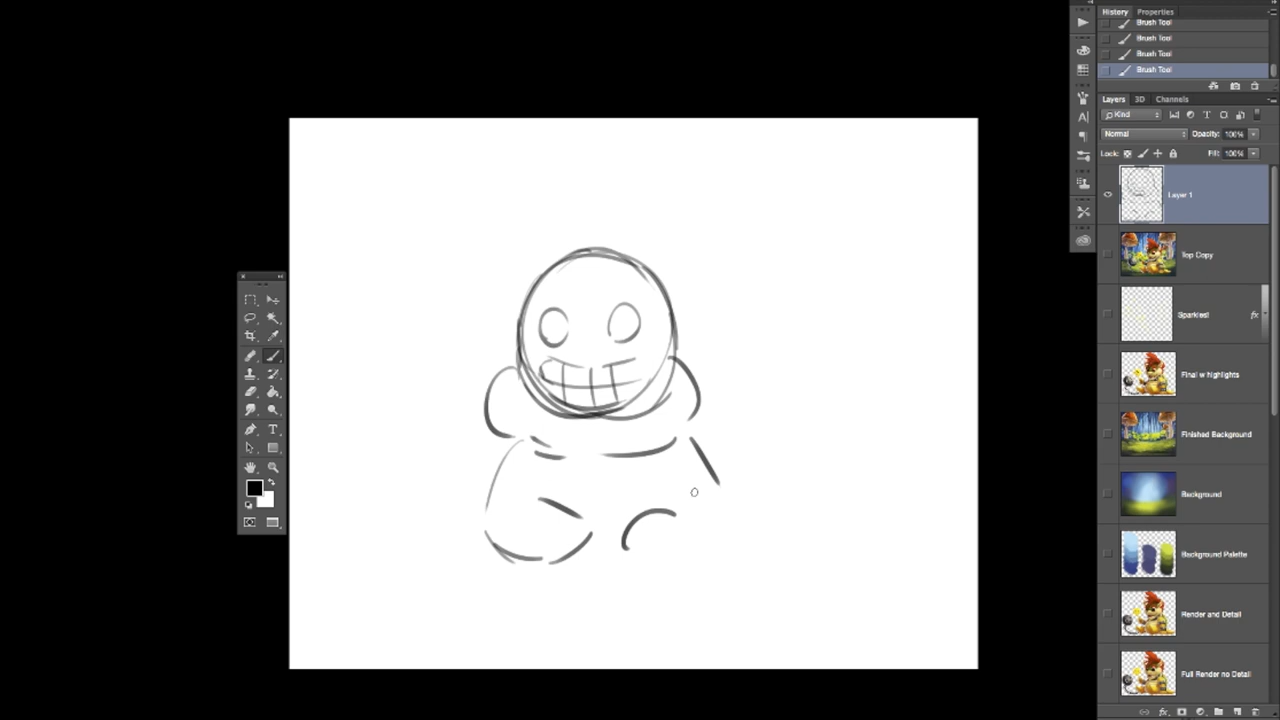 History Properties
Brush Tool
Brush Tool
Brush Tool
Brush Tool
Layers 3D Channels
Kind
Normal Opacity: 100%
Lock: Fill: 100%
Layer 1
Top Copy
Sparkles!
fx
Final w highlights
Finished Background
Background
Background Palette
Render and Detail
Full Render no Detail